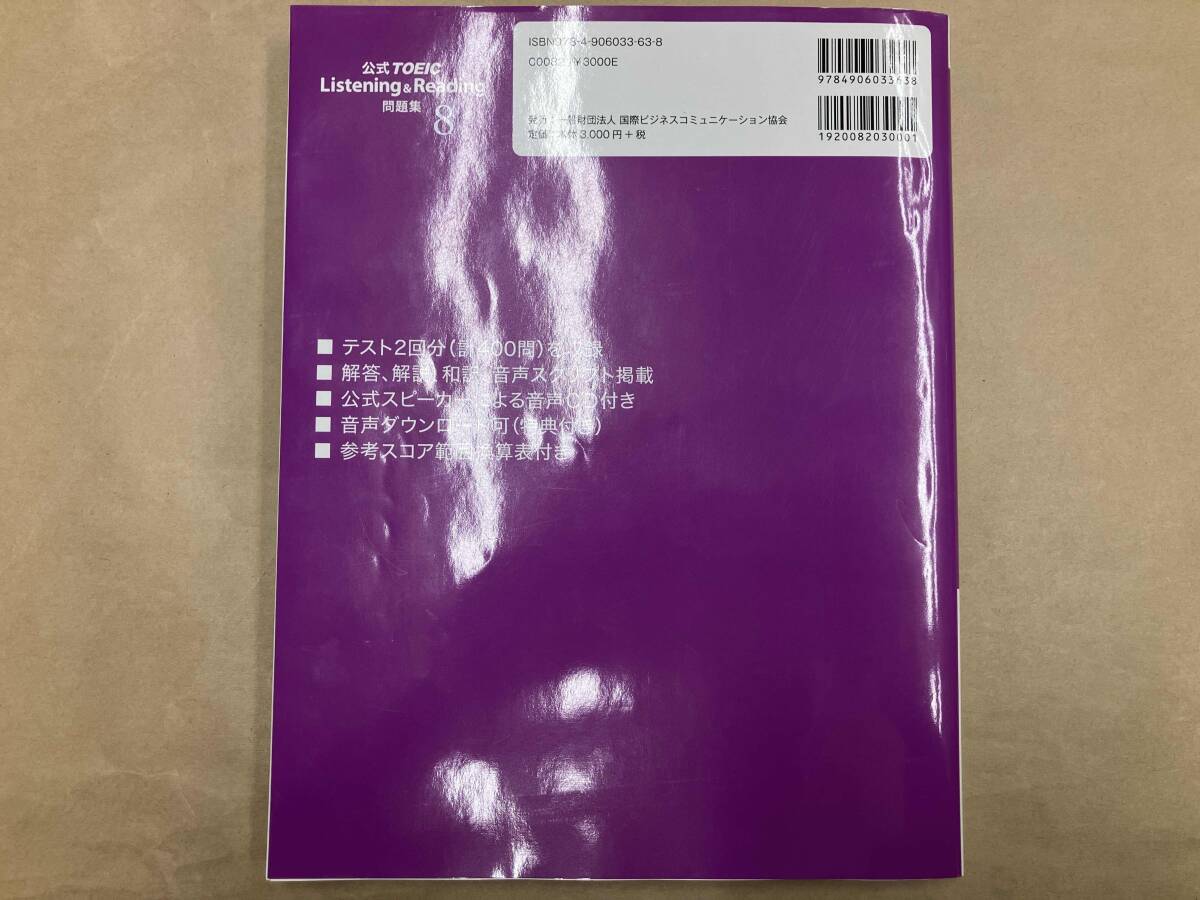 公式 TOEIC
Listening & Reading
問題集
8
ISBN978-4-906033-63-8
C0082 ¥3000E
9784906033638
発行 一般財団法人 国際ビジネスコミュニケーション協会
定価 本体3,000円+税
1920082030001
■ テスト2回分(計400問)を収録
■ 解答、解説、和訳、音声スクリプト掲載
■ 公式スピーカーによる音声CD付き
■ 音声ダウンロード可(特典付き)
■ 参考スコア範囲換算表付き